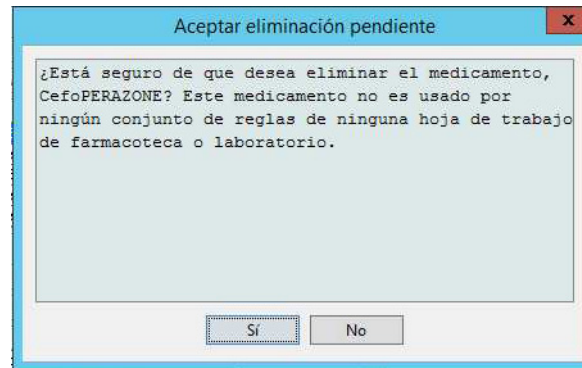 Aceptar eliminación pendiente
x
¿Está seguro de que desea eliminar el medicamento,
CefoPERAZONE? Este medicamento no es usado por
ningún conjunto de reglas de ninguna hoja de trabajo
de farmacoteca o laboratorio.
Sí
No